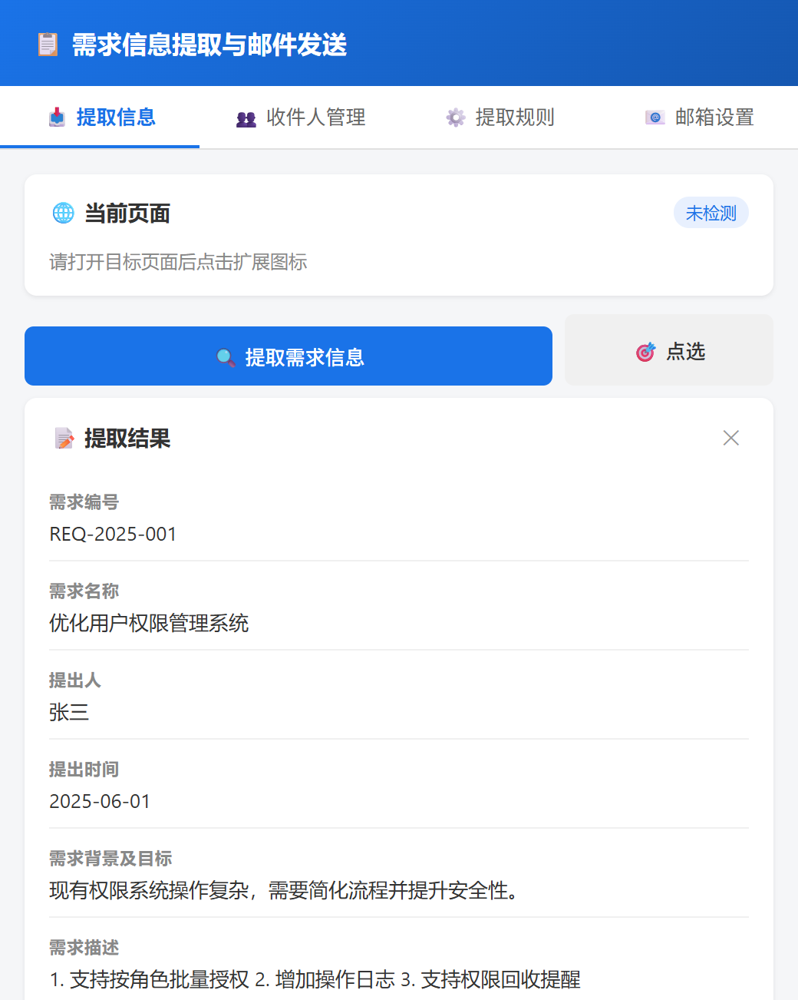 需求信息提取与邮件发送
提取信息
收件人管理
提取规则
邮箱设置
当前页面
未检测
请打开目标页面后点击扩展图标
提取需求信息
点选
提取结果
需求编号
REQ-2025-001
需求名称
优化用户权限管理系统
提出人
张三
提出时间
2025-06-01
需求背景及目标
现有权限系统操作复杂，需要简化流程并提升安全性。
需求描述
1. 支持按角色批量授权 2. 增加操作日志 3. 支持权限回收提醒